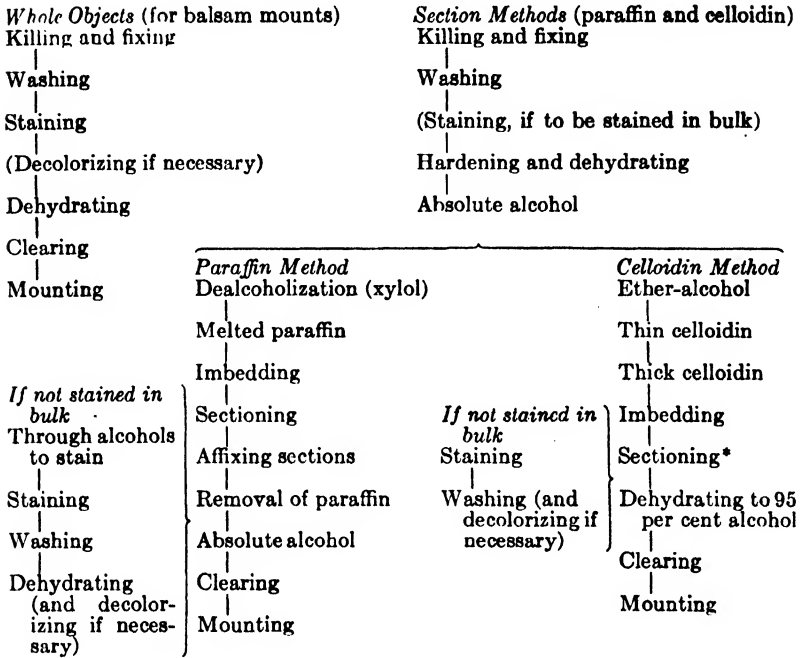 Whole Objects (for balsam mounts)
Killing and fixing
Washing
Staining
(Decolorizing if necessary)
Dehydrating
Clearing
Mounting
Section Methods (paraffin and celloidin)
Killing and fixing
Washing
(Staining, if to be stained in bulk)
Hardening and dehydrating
Absolute alcohol
Paraffin Method
Dealcoholization (xylol)
Melted paraffin
Imbedding
Sectioning
Affixing sections
Removal of paraffin
Absolute alcohol
Clearing
Mounting
If not stained in
bulk
Through alcohols
to stain
Staining
Washing
Dehydrating
(and decolor-
izing if neces-
sary)
Celloidin Method
Ether-alcohol
Thin celloidin
Thick celloidin
Imbedding
Sectioning*
Dehydrating to 95
per cent alcohol
Clearing
Mounting
If not stained in
bulk
Staining
Washing (and
decolorizing if
necessary)